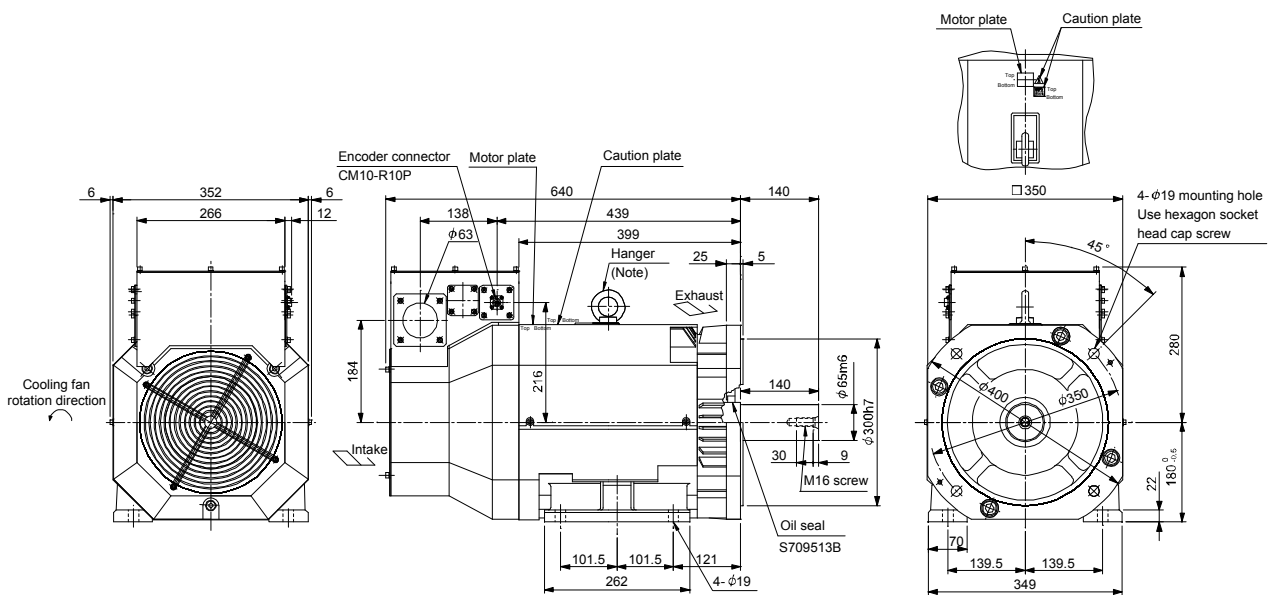 Motor plate
Caution plate
Top
Bottom
Top
Bottom
Encoder connector
CM10-R10P
Motor plate
Caution plate
6
352
6
266
12
640
140
138
439
φ63
399
Hanger
(Note)
25
5
Exhaust
Top
Bottom
Top
Bottom
□350
4-φ19 mounting hole
Use hexagon socket
head cap screw
45°
280
184
216
140
φ65m6
φ300h7
φ400
φ350
Cooling fan
rotation direction
Intake
30
9
M16 screw
180 0 -0.5
22
Oil seal
S709513B
70
101.5
101.5
121
4-φ19
262
139.5
139.5
349